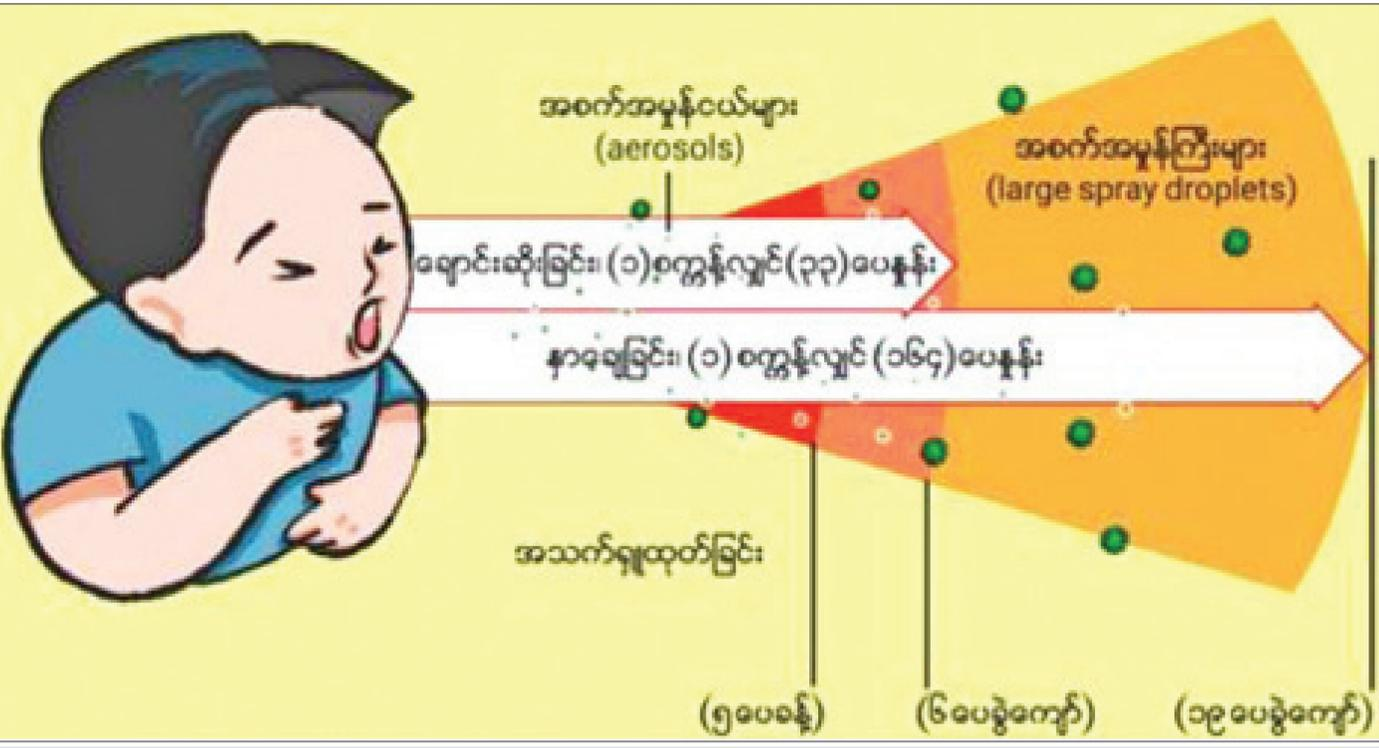 အစက်အမှုန်ငယ်များ
(aerosols)
အစက်အမှုန်ကြီးများ
(large spray droplets)
ချောင်းဆိုးခြင်း၊ (၁)စက္ကန့်လျှင်(၃၃)ပေနှုန်း
နှာချေခြင်း၊ (၁) စက္ကန့်လျှင် (၁၆၄)ပေနှုန်း
အသက်ရှူထုတ်ခြင်း
(၅ပေခန့်)
(၆ပေခွဲကျော်)
(၁၉ပေခွဲကျော်)